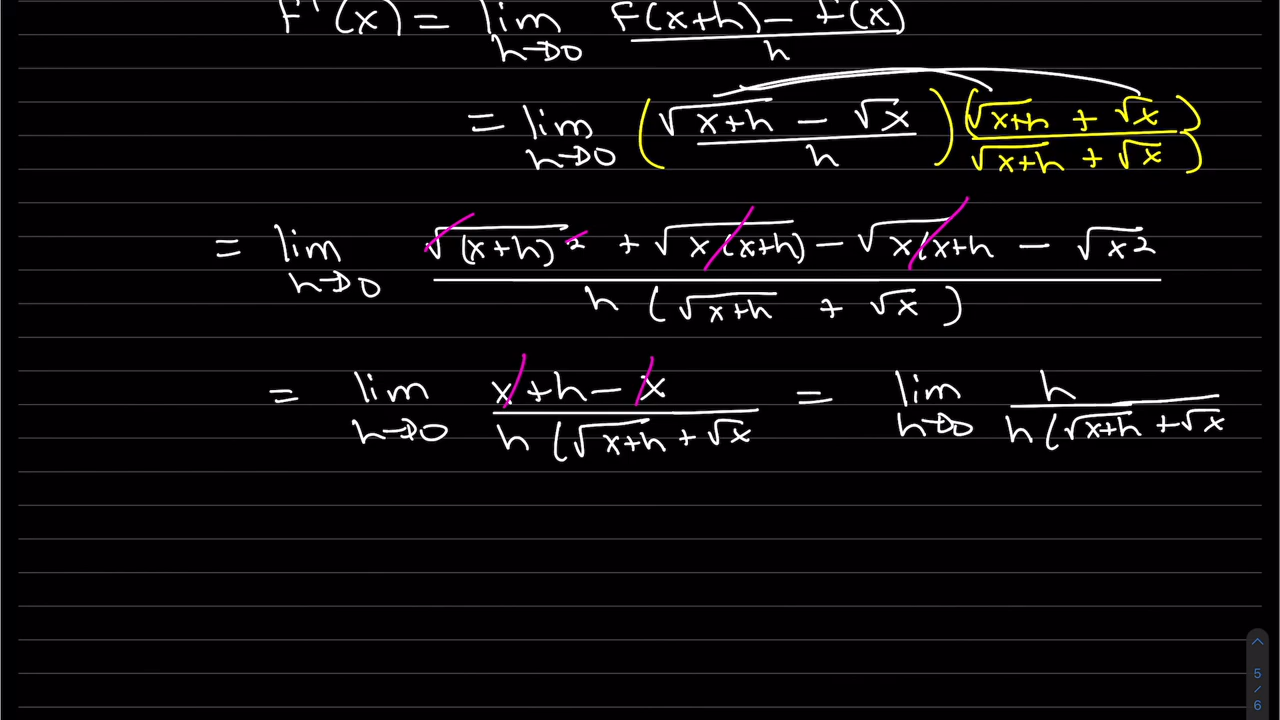 f'(x) = lim h→0 f(x+h) − f(x) / h
= lim h→0 (√x+h − √x / h) (√x+h + √x / √x+h + √x)
= lim h→0 √(x+h)² + √x(x+h) − √x(x+h − √x² / h (√x+h + √x)
= lim h→0 x+h−x / h (√x+h + √x = lim h→0 h / h(√x+h + √x
5
/
6